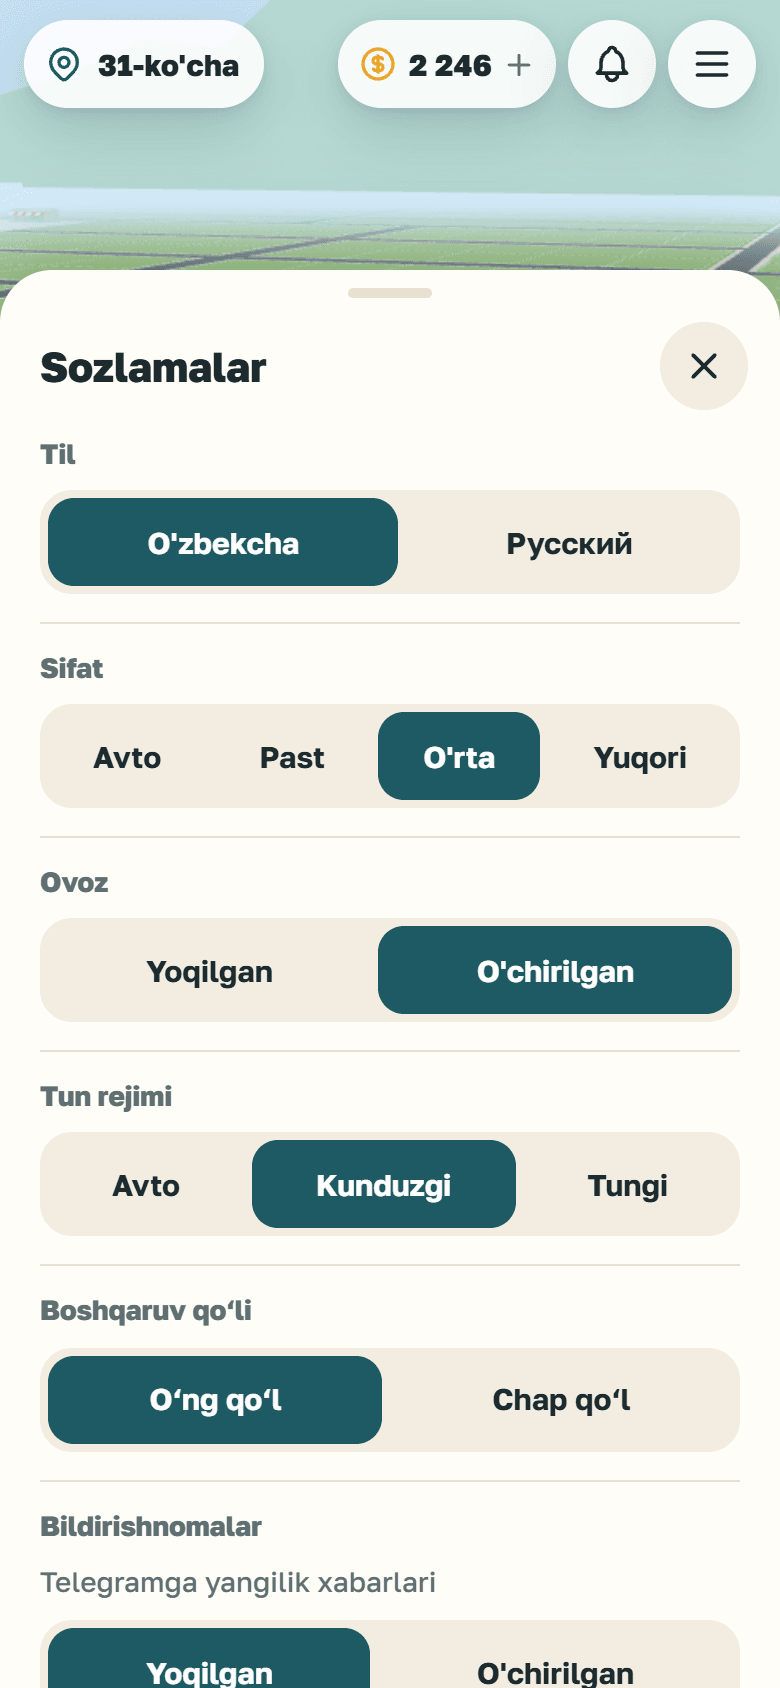 31-ko'cha
2 246
Sozlamalar
Til
O'zbekcha
Русский
Sifat
Avto
Past
O'rta
Yuqori
Ovoz
Yoqilgan
O'chirilgan
Tun rejimi
Avto
Kunduzgi
Tungi
Boshqaruv qo‘li
O‘ng qo‘l
Chap qo‘l
Bildirishnomalar
Telegramga yangilik xabarlari
Yoqilgan
O'chirilgan